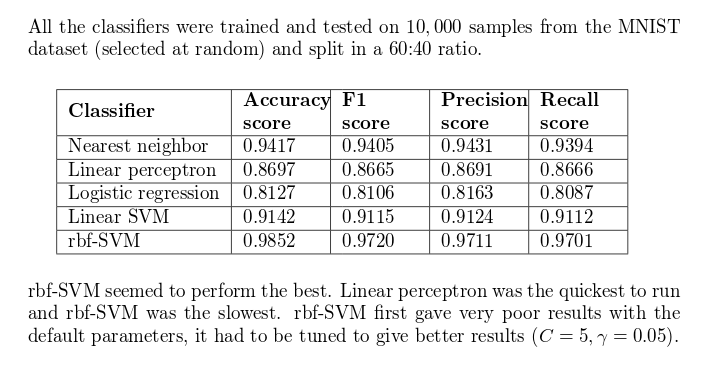 All the classifiers were trained and tested on 10,000 samples from the MNIST
dataset (selected at random) and split in a 60:40 ratio.
Classifier Accuracy score F1 score Precision score Recall score
Nearest neighbor 0.9417 0.9405 0.9431 0.9394
Linear perceptron 0.8697 0.8665 0.8691 0.8666
Logistic regression 0.8127 0.8106 0.8163 0.8087
Linear SVM 0.9142 0.9115 0.9124 0.9112
rbf-SVM 0.9852 0.9720 0.9711 0.9701
rbf-SVM seemed to perform the best. Linear perceptron was the quickest to run
and rbf-SVM was the slowest. rbf-SVM first gave very poor results with the
default parameters, it had to be tuned to give better results (C = 5, γ = 0.05).